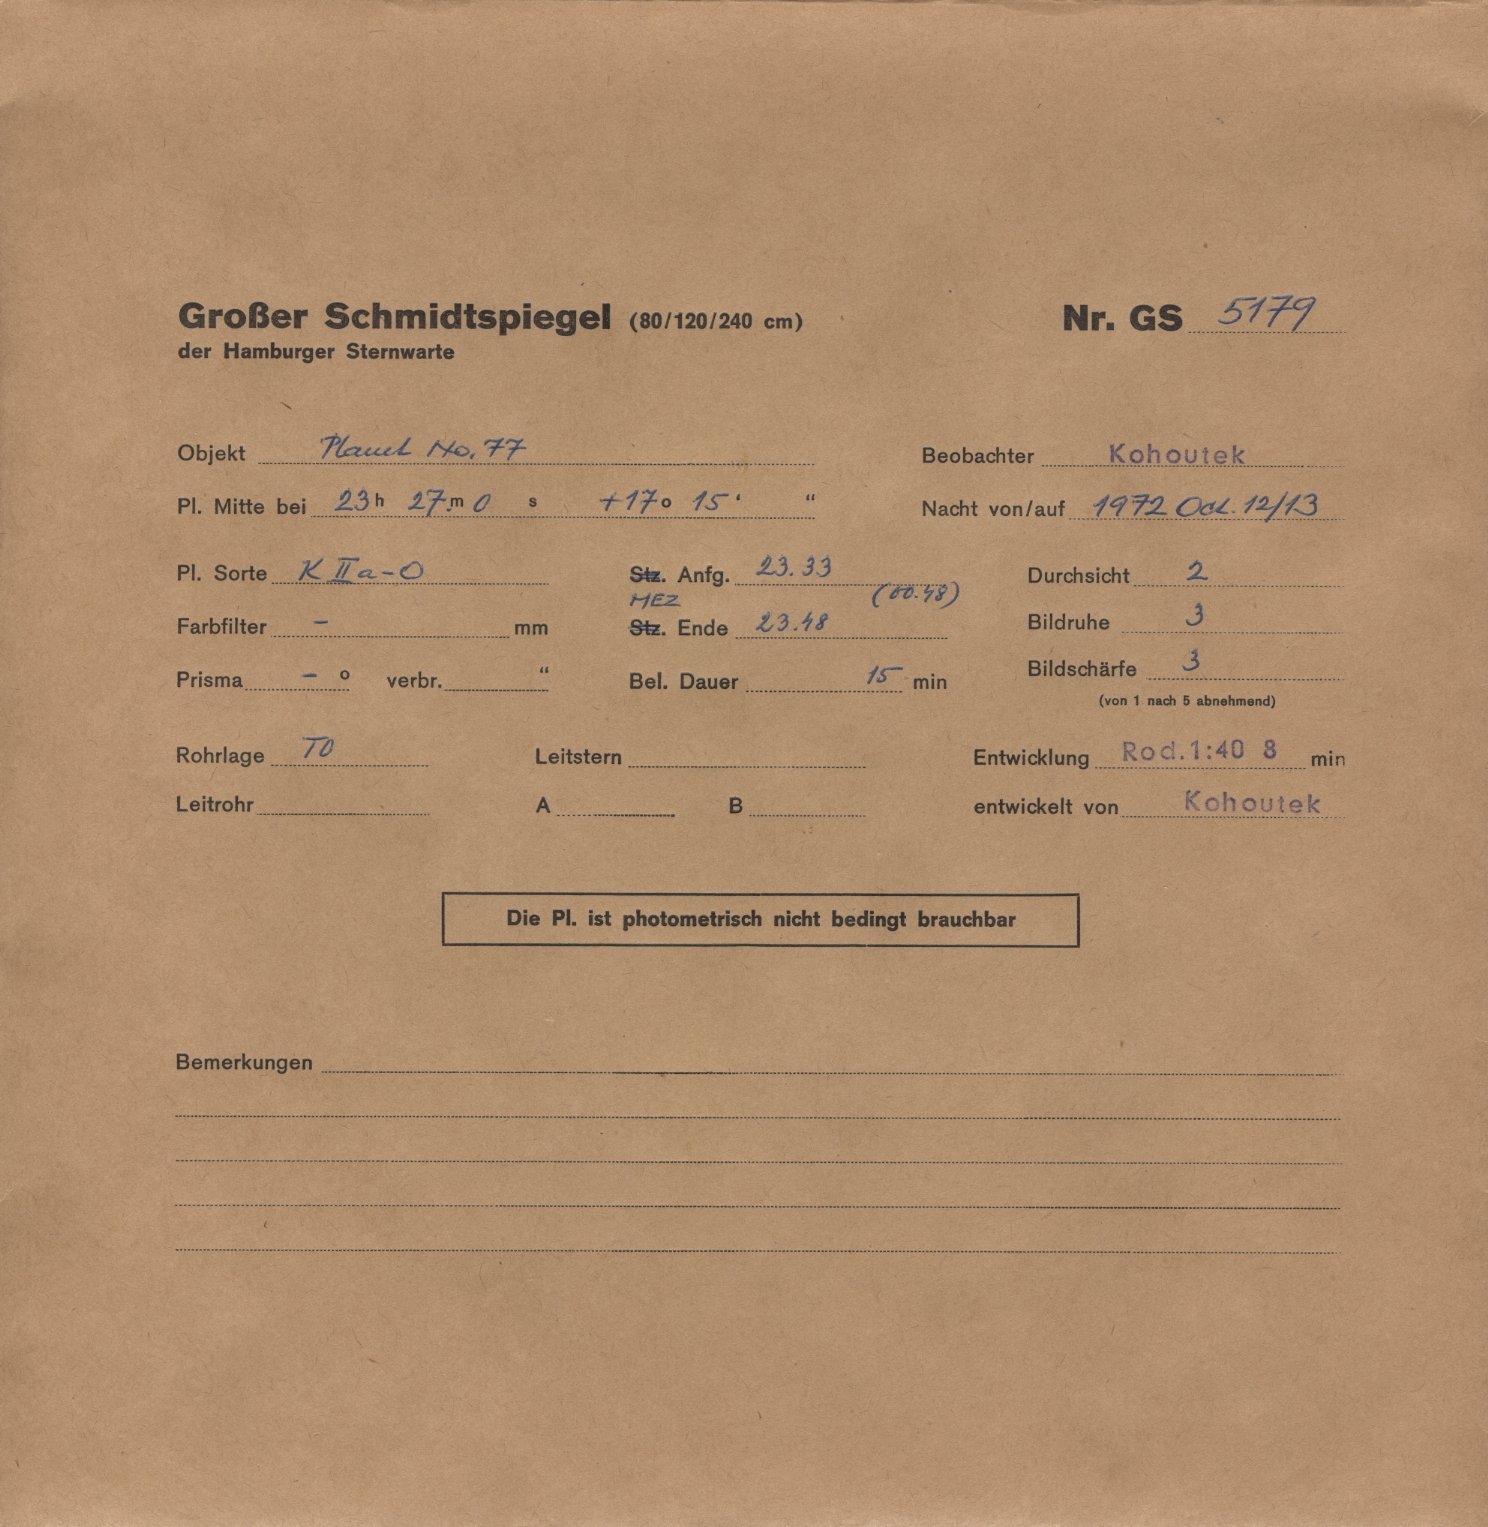 Großer Schmidtspiegel (80/120/240 cm) Nr. GS 5179
der Hamburger Sternwarte
Objekt Planet No. 77 Beobachter Kohoutek
Pl. Mitte bei 23 h 27 m 0 s +17 o 15 ' " Nacht von/auf 1972 Oct. 12/13
Pl. Sorte K IIa-O Stz. Anfg. 23.33 Durchsicht 2
MEZ (00.48)
Farbfilter – mm Stz. Ende 23.48 Bildruhe 3
Prisma – o verbr. " Bel. Dauer 15 min Bildschärfe 3
(von 1 nach 5 abnehmend)
Rohrlage TO Leitstern Entwicklung Rod. 1:40 8 min
Leitrohr A B entwickelt von Kohoutek
Die Pl. ist photometrisch nicht bedingt brauchbar
Bemerkungen